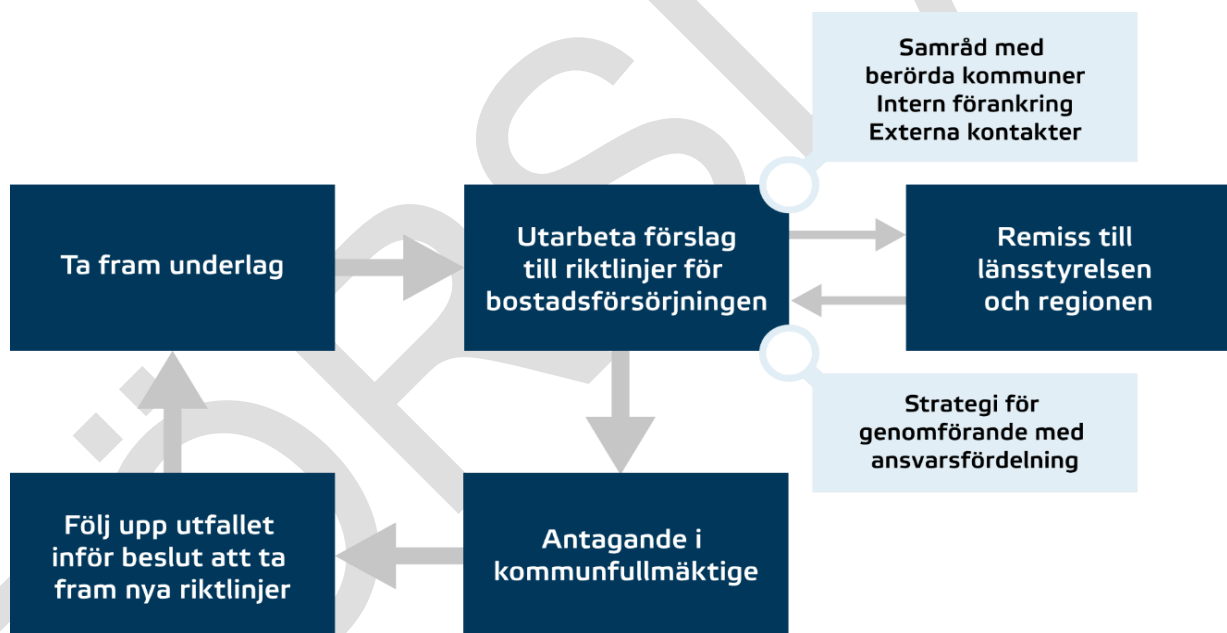 Samråd med
berörda kommuner
Intern förankring
Externa kontakter
Ta fram underlag
Utarbeta förslag
till riktlinjer för
bostadsförsörjningen
Remiss till
länsstyrelsen
och regionen
Strategi för
genomförande med
ansvarsfördelning
Följ upp utfallet
inför beslut att ta
fram nya riktlinjer
Antagande i
kommunfullmäktige